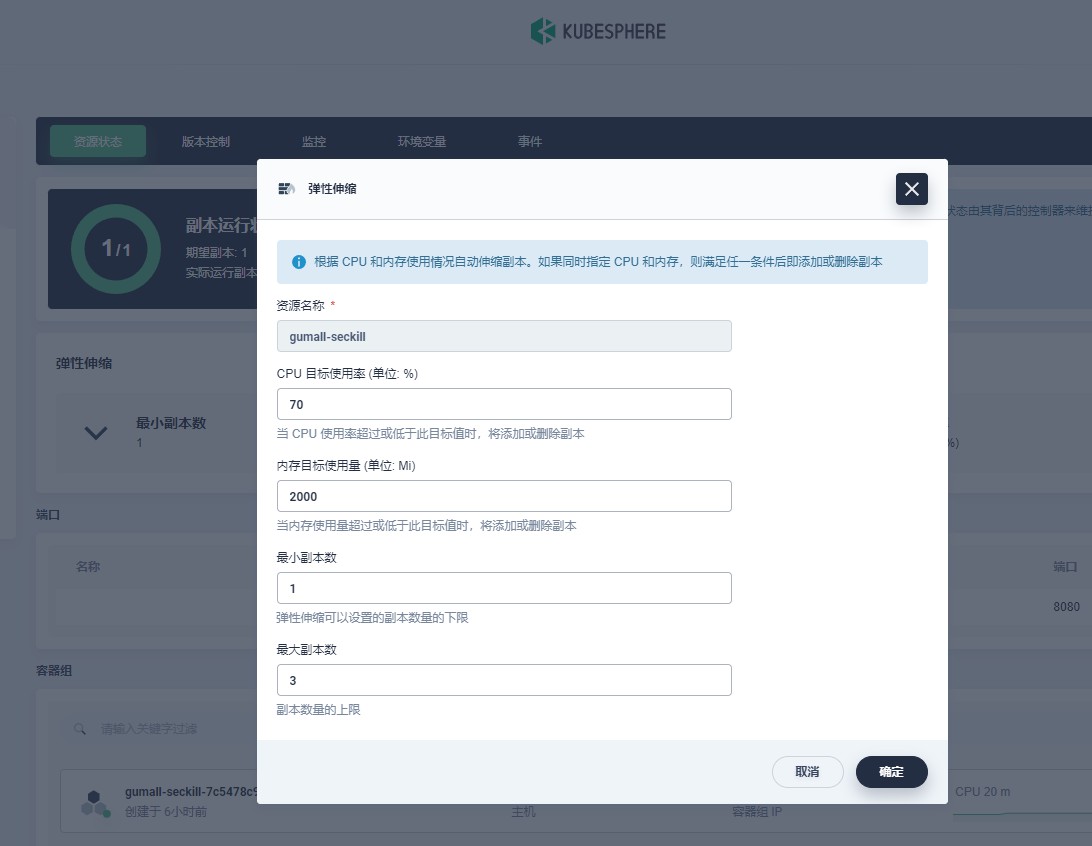 KUBESPHERE
资源状态
版本控制
监控
环境变量
事件
1/1
副本运行状
期望副本: 1
实际运行副本
状态由其背后的控制器来维持
弹性伸缩
根据 CPU 和内存使用情况自动伸缩副本。如果同时指定 CPU 和内存，则满足任一条件后即添加或删除副本
资源名称 *
gumall-seckill
CPU 目标使用率 (单位: %)
70
当 CPU 使用率超过或低于此目标值时，将添加或删除副本
内存目标使用量 (单位: Mi)
2000
当内存使用量超过或低于此目标值时，将添加或删除副本
最小副本数
1
弹性伸缩可以设置的副本数量的下限
最大副本数
3
副本数量的上限
取消
确定
弹性伸缩
最小副本数
1
%)
端口
名称
端口
8080
容器组
请输入关键字过滤
gumall-seckill-7c5478c9
创建于 6小时前
主机
容器组 IP
CPU 20 m